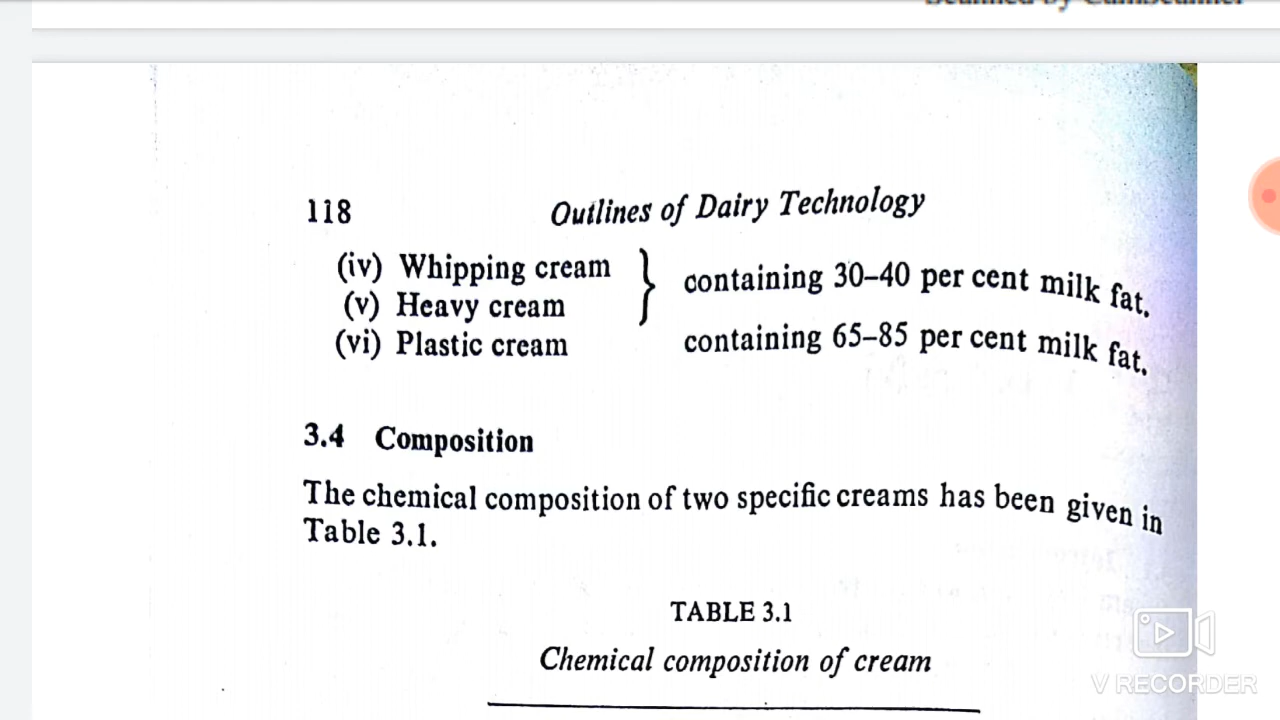 118 Outlines of Dairy Technology
(iv) Whipping cream } containing 30–40 per cent milk fat.
(v) Heavy cream
(vi) Plastic cream containing 65–85 per cent milk fat.
3.4 Composition
The chemical composition of two specific creams has been given in
Table 3.1.
TABLE 3.1
Chemical composition of cream
V RECORDER